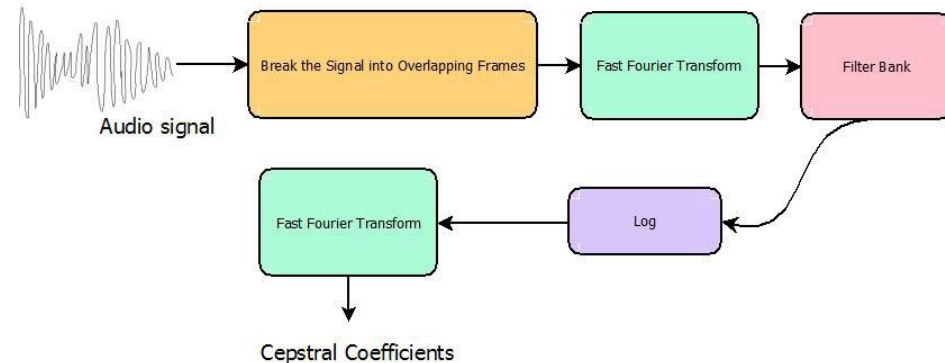 Break the Signal into Overlapping Frames
Fast Fourier Transform
Filter Bank
Audio signal
Fast Fourier Transform
Log
Cepstral Coefficients